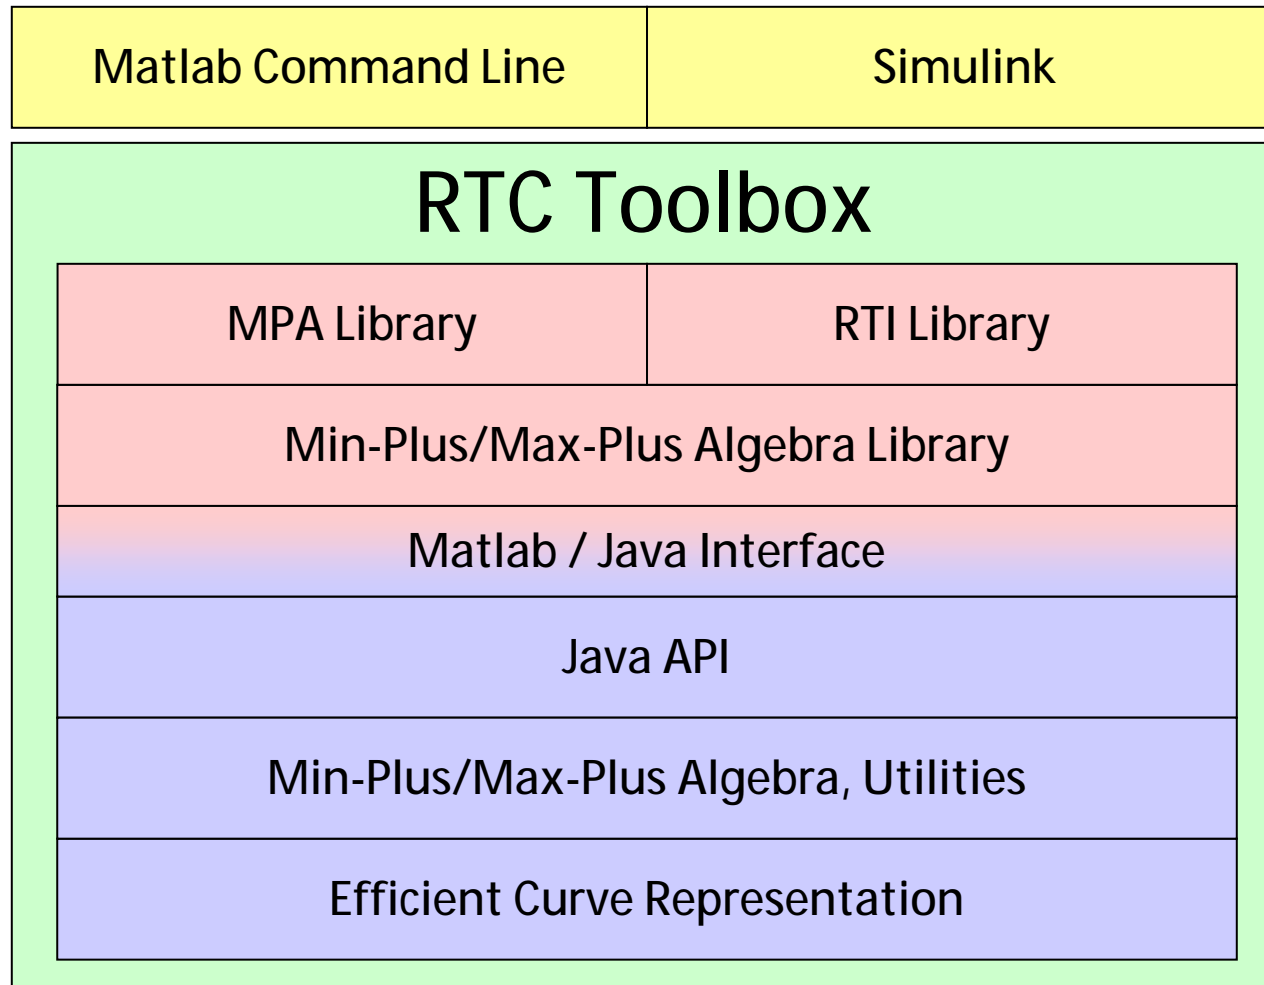 Matlab Command Line
Simulink
RTC Toolbox
MPA Library
RTI Library
Min-Plus/Max-Plus Algebra Library
Matlab / Java Interface
Java API
Min-Plus/Max-Plus Algebra, Utilities
Efficient Curve Representation